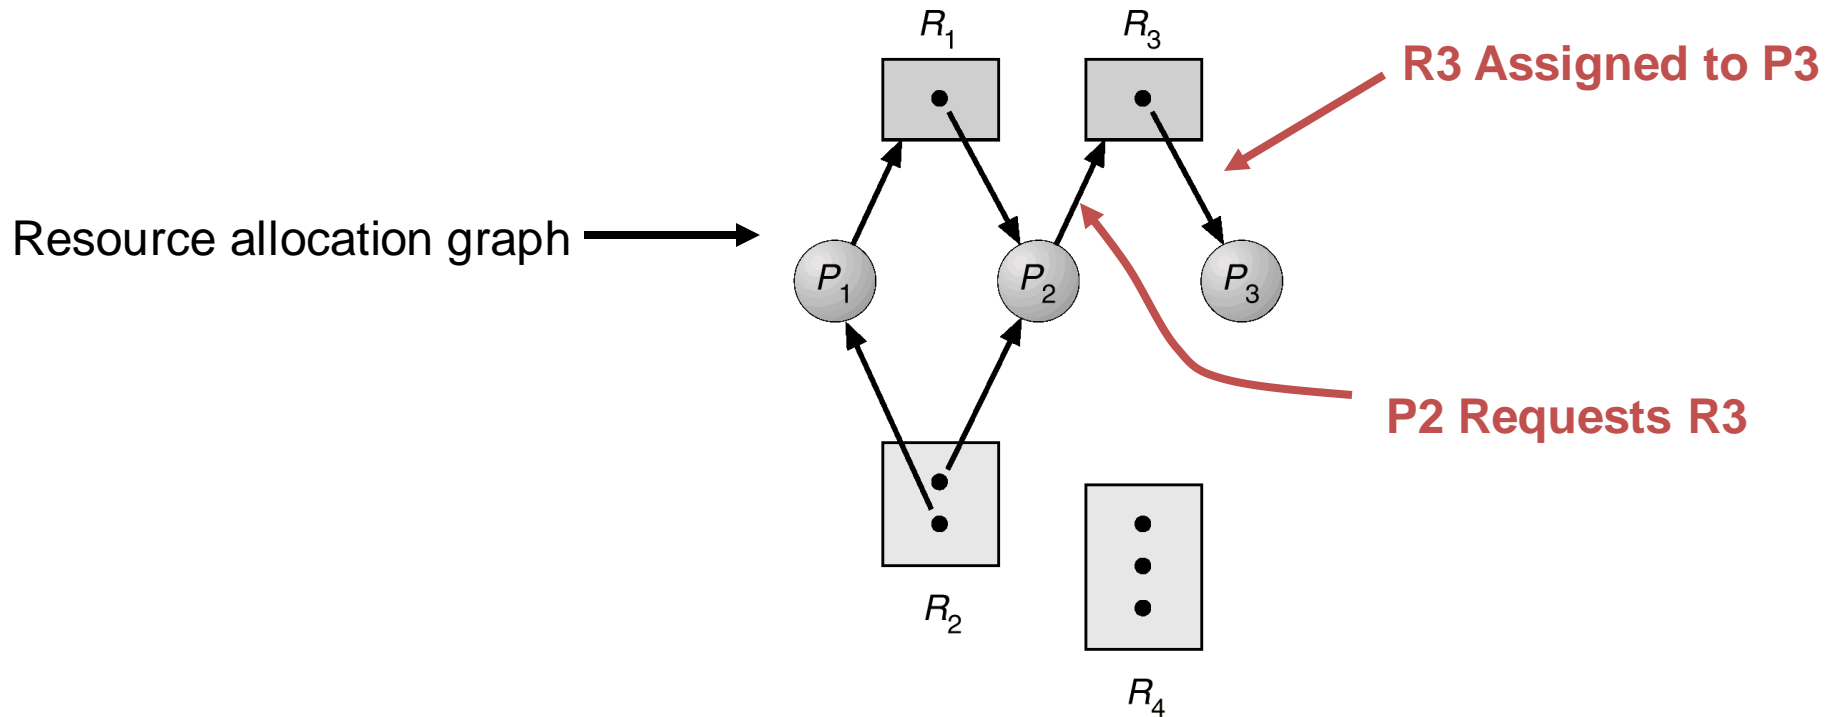 R1
R3
R3 Assigned to P3
Resource allocation graph
P1
P2
P3
P2 Requests R3
R2
R4